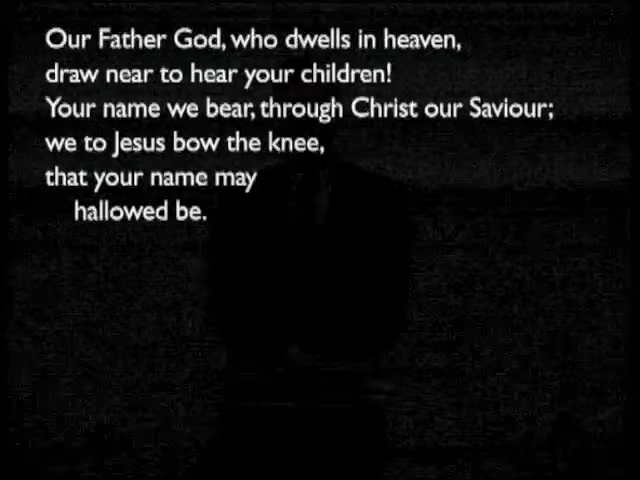 Our Father God, who dwells in heaven,
draw near to hear your children!
Your name we bear, through Christ our Saviour;
we to Jesus bow the knee,
that your name may
hallowed be.